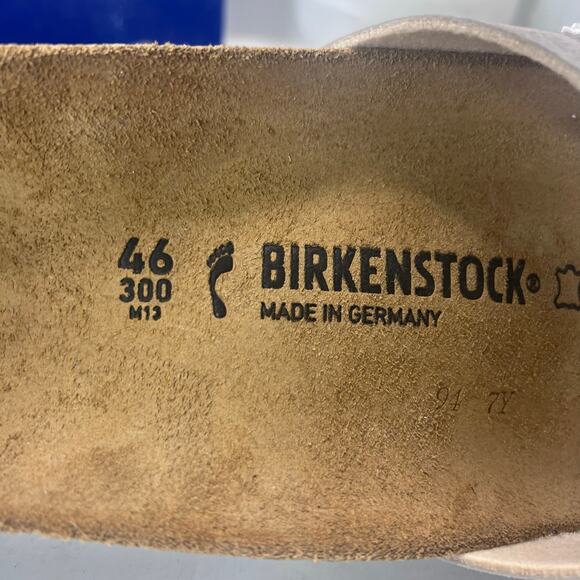 46
300
M13
BIRKENSTOCK®
MADE IN GERMANY
94 7Y